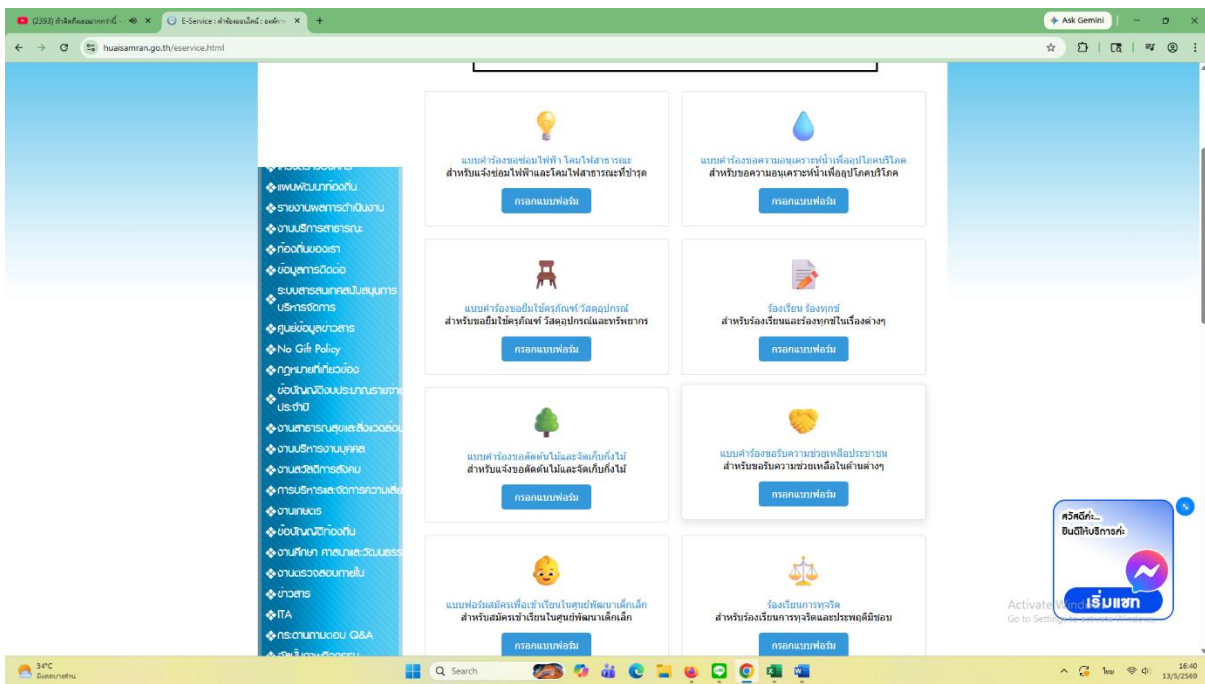 (2393)
E-Service : คำร้องออนไลน์ :
Ask Gemini
huaisamran.go.th/eservice.html
แบบคำร้องขอซ่อมไฟฟ้า โคมไฟสาธารณะ
สำหรับแจ้งซ่อมไฟฟ้าและโคมไฟสาธารณะที่ชำรุด
กรอกแบบฟอร์ม
แบบคำร้องขอความอนุเคราะห์น้ำเพื่ออุปโภคบริโภค
สำหรับขอความอนุเคราะห์น้ำเพื่ออุปโภคบริโภค
กรอกแบบฟอร์ม
แบบคำร้องขอยืมใช้ครุภัณฑ์/วัสดุอุปกรณ์
สำหรับขอยืมใช้ครุภัณฑ์ วัสดุอุปกรณ์และทรัพยากร
กรอกแบบฟอร์ม
ร้องเรียน ร้องทุกข์
สำหรับร้องเรียนและร้องทุกข์ในเรื่องต่างๆ
กรอกแบบฟอร์ม
แบบคำร้องขอตัดต้นไม้และจัดเก็บกิ่งไม้
สำหรับแจ้งขอตัดต้นไม้และจัดเก็บกิ่งไม้
กรอกแบบฟอร์ม
แบบคำร้องขอรับความช่วยเหลือประชาชน
สำหรับขอรับความช่วยเหลือในด้านต่างๆ
กรอกแบบฟอร์ม
แบบฟอร์มสมัครเพื่อเข้าเรียนในศูนย์พัฒนาเด็กเล็ก
สำหรับสมัครเข้าเรียนในศูนย์พัฒนาเด็กเล็ก
กรอกแบบฟอร์ม
ร้องเรียนการทุจริต
สำหรับร้องเรียนการทุจริตและประพฤติมิชอบ
กรอกแบบฟอร์ม
แผนพัฒนาท้องถิ่น
รายงานผลการดำเนินงาน
งานบริการสาธารณะ
ท้องถิ่นของเรา
ข้อมูลการติดต่อ
ระบบสารสนเทศสนับสนุนการ
บริหารจัดการ
ศูนย์ข้อมูลข่าวสาร
No Gift Policy
กฎหมายที่เกี่ยวข้อง
ข้อบัญญัติงบประมาณรายจ่าย
ประจำปี
งานสาธารณสุขและสิ่งแวดล้อม
งานบริหารงานบุคคล
งานสวัสดิการสังคม
การบริหารและจัดการความเสี่ย
งานเกษตร
ข้อบัญญัติท้องถิ่น
งานศึกษา ศาสนาและวัฒนธรร
งานตรวจสอบภายใน
ข่าวสาร
ITA
กระดานถามตอบ Q&A
สวัสดีค่ะ...
ยินดีให้บริการค่ะ
เริ่มแชท
Activate Windows
Go to Settings to activate Windows.
34°C
มีแดดบางส่วน
Search
ไทย
16:40
13/5/2569